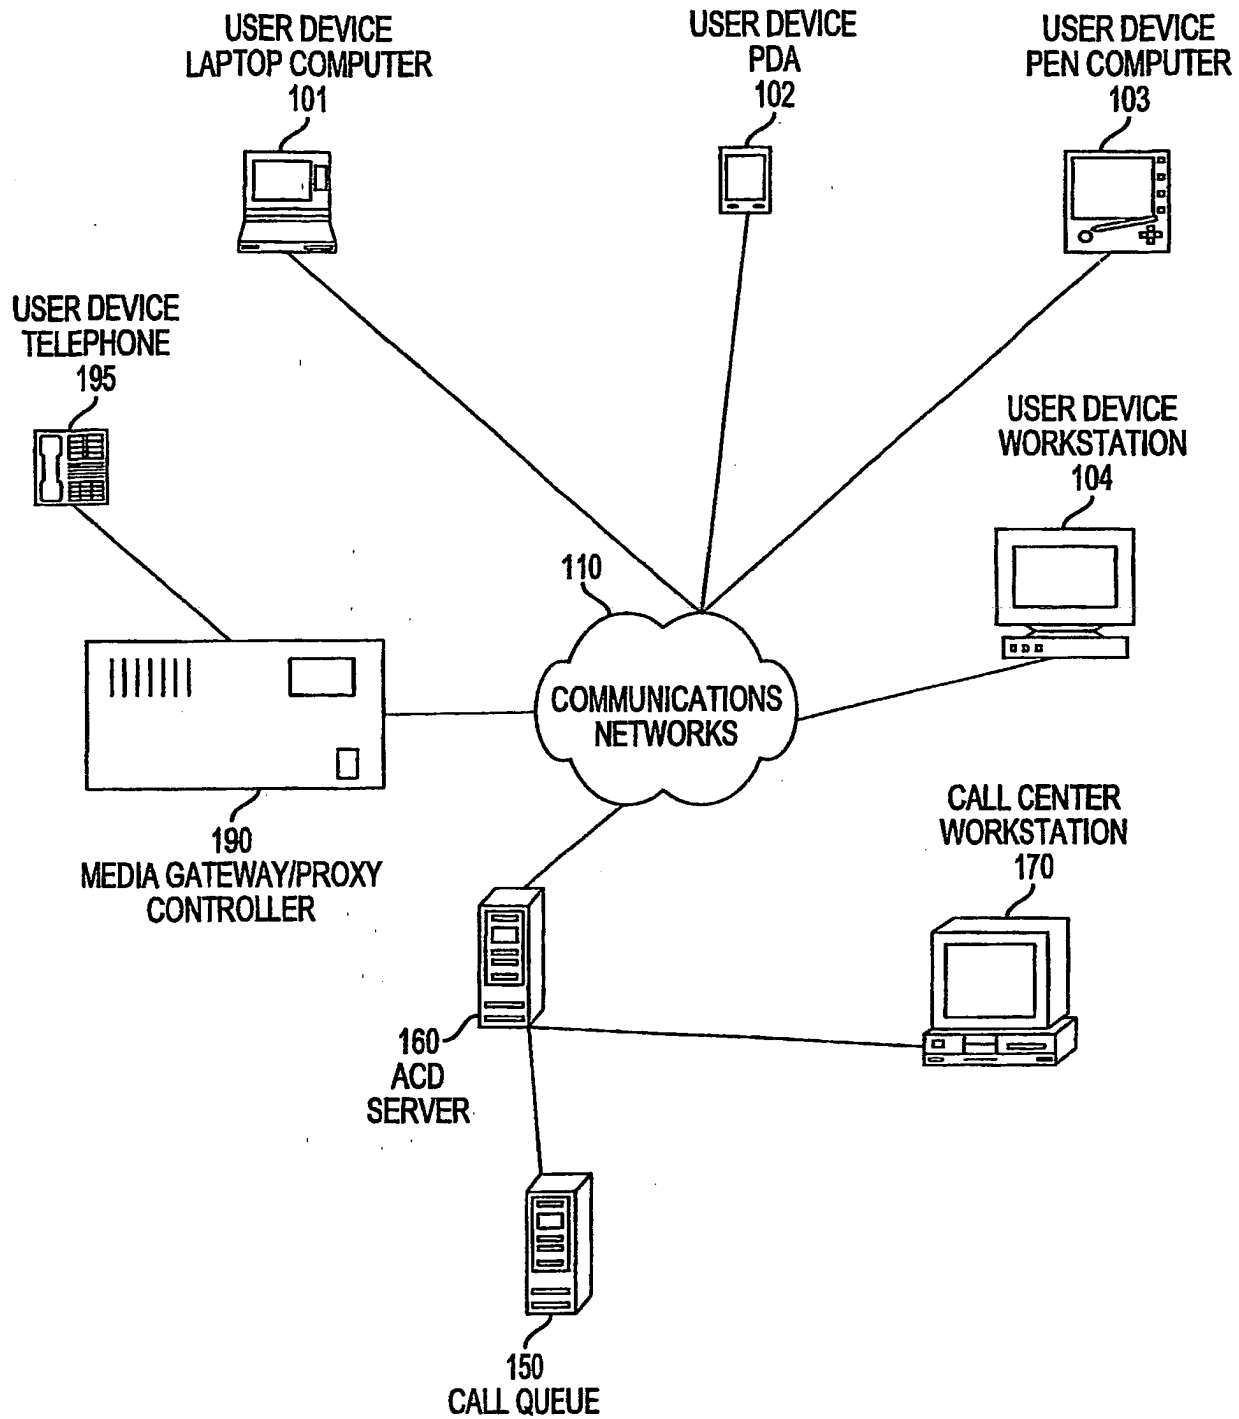 USER DEVICE
LAPTOP COMPUTER
101
USER DEVICE
PDA
102
USER DEVICE
PEN COMPUTER
103
USER DEVICE
TELEPHONE
195
USER DEVICE
WORKSTATION
104
110
COMMUNICATIONS
NETWORKS
190
MEDIA GATEWAY/PROXY
CONTROLLER
CALL CENTER
WORKSTATION
170
160
ACD
SERVER
150
CALL QUEUE